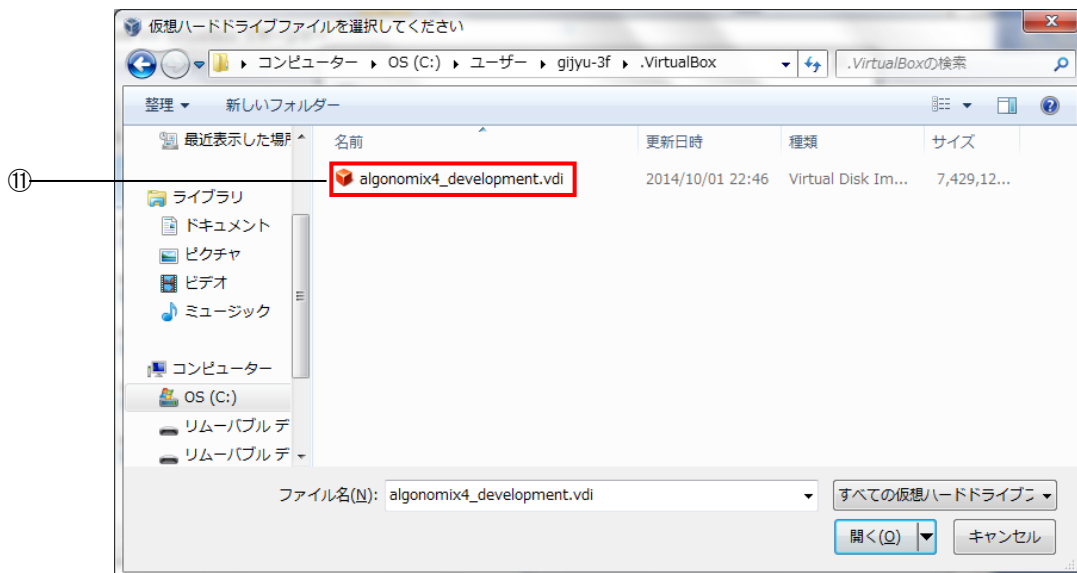 仮想ハードドライブファイルを選択してください
コンピューター ▸ OS (C:) ▸ ユーザー ▸ gijyu-3f ▸ .VirtualBox
.VirtualBoxの検索
整理 新しいフォルダー
最近表示した場所
名前 更新日時 種類 サイズ
⑪ algonomix4_development.vdi 2014/10/01 22:46 Virtual Disk Im... 7,429,12...
ライブラリ
ドキュメント
ピクチャ
ビデオ
ミュージック
コンピューター
OS (C:)
リムーバブル デ
リムーバブル デ
ファイル名(N): algonomix4_development.vdi すべての仮想ハードドライブフ
開く(O) キャンセル